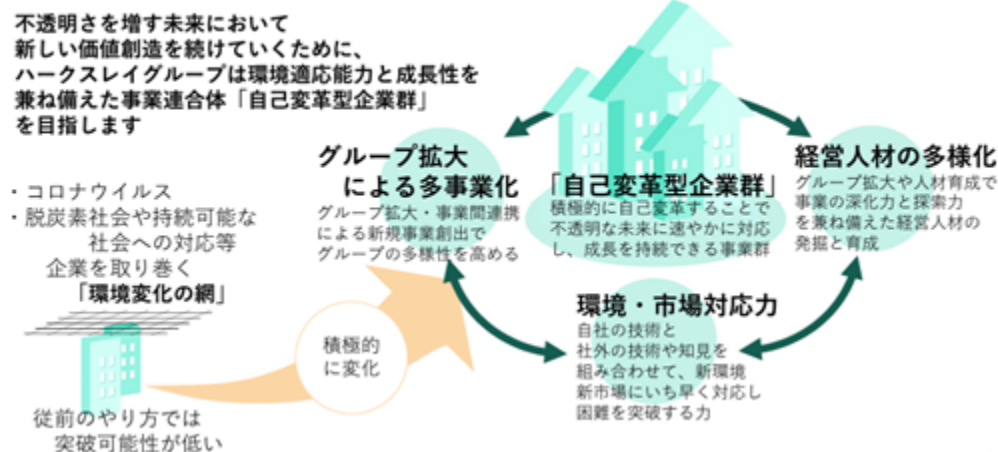 不透明さを増す未来において
新しい価値創造を続けていくために、
ハークスレイグループは環境適応能力と成長性を
兼ね備えた事業連合体「自己変革型企業群」
を目指します
・コロナウイルス
・脱炭素社会や持続可能な
社会への対応等
企業を取り巻く
「環境変化の網」
従前のやり方では
突破可能性が低い
積極的
に変化
グループ拡大
による多事業化
グループ拡大・事業間連携
による新規事業創出で
グループの多様性を高める
「自己変革型企業群」
積極的に自己変革することで
不透明な未来に速やかに対応
し、成長を持続できる事業群
経営人材の多様化
グループ拡大や人材育成で
事業の深化力と探索力
を兼ね備えた経営人材の
発掘と育成
環境・市場対応力
自社の技術と
社外の技術や知見を
組み合わせて、新環境
新市場にいち早く対応し
困難を突破する力